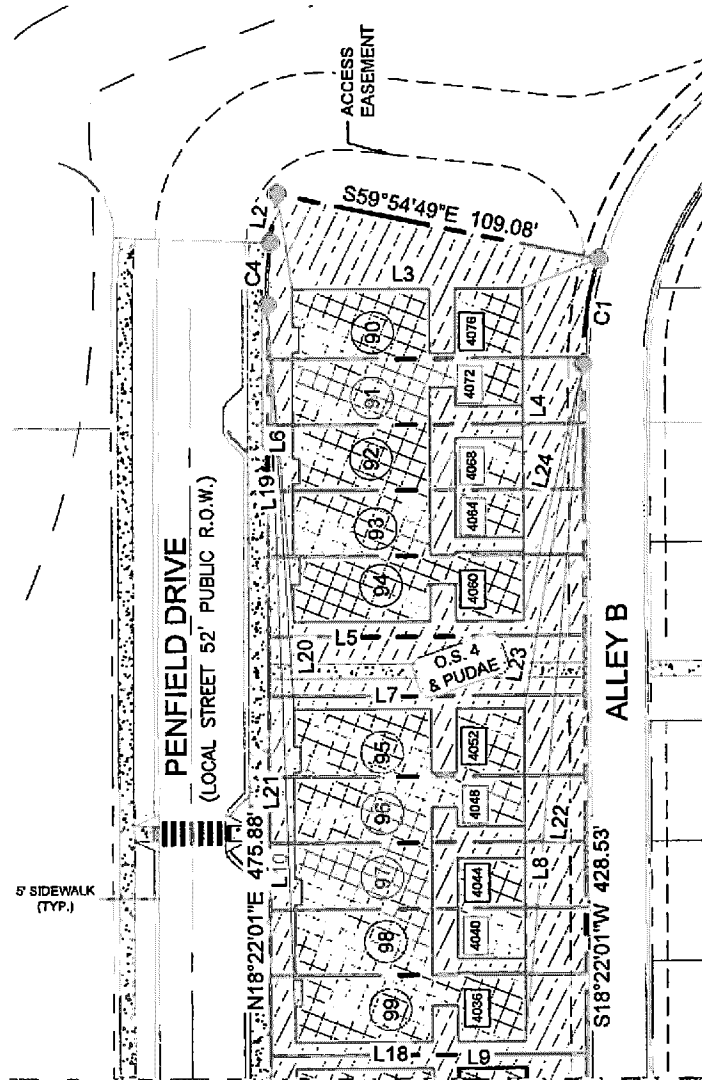 ACCESS
EASEMENT
S59°54'49"E 109.08'
L2
C4
L3
C1
90
4076
91
4072
L4
L6
92
4068
L19
L24
93
4064
94
4060
PENFIELD DRIVE
(LOCAL STREET 52' PUBLIC R.O.W.)
L5
L20
O.S. 4
& PUDAE
L23
L7
ALLEY B
95
4052
L21
96
4048
L22
L10
97
4044
L8
98
4040
99
4036
5' SIDEWALK
(TYP.)
N18°22'01"E 475.88'
S18°22'01"W 428.53'
L18
L9